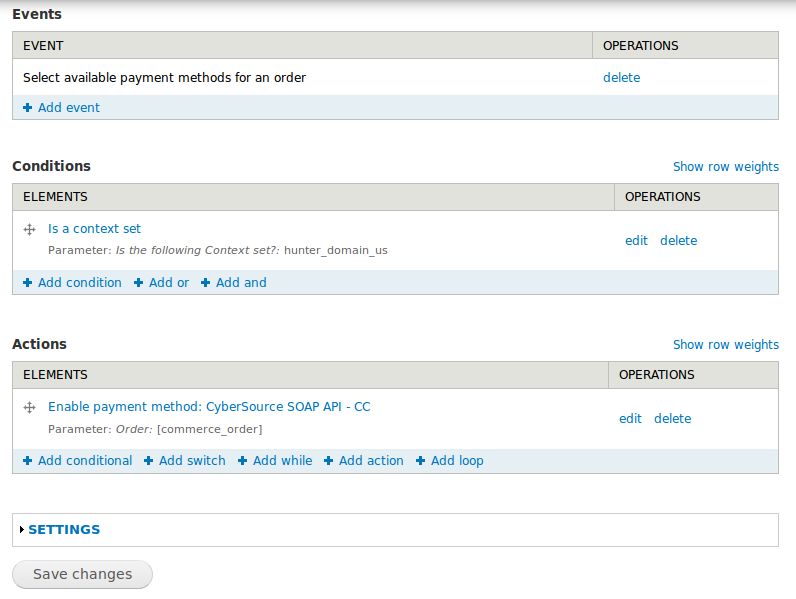 Events
EVENT OPERATIONS
Select available payment methods for an order delete
Add event
Conditions Show row weights
ELEMENTS OPERATIONS
Is a context set
Parameter: Is the following Context set?: hunter_domain_us
edit delete
Add condition Add or Add and
Actions Show row weights
ELEMENTS OPERATIONS
Enable payment method: CyberSource SOAP API - CC
Parameter: Order: [commerce_order]
edit delete
Add conditional Add switch Add while Add action Add loop
SETTINGS
Save changes